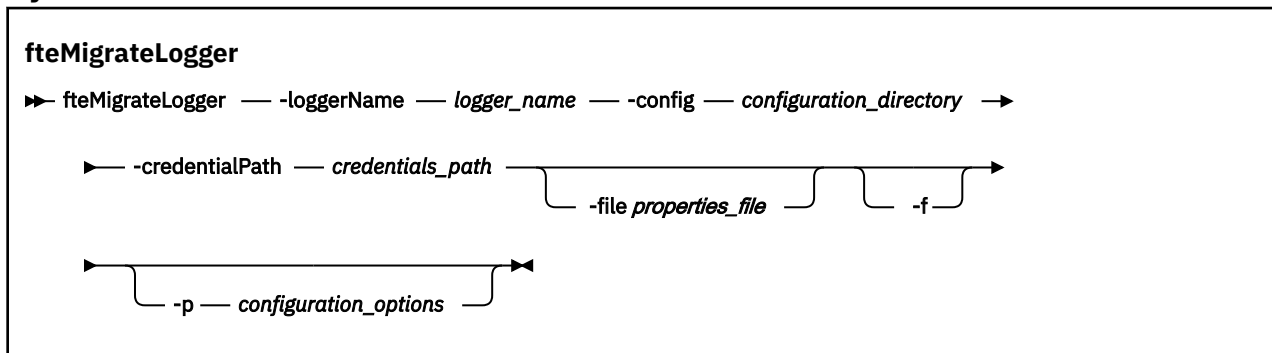 fteMigrateLogger
fteMigrateLogger -loggerName logger_name -config configuration_directory
-credentialPath credentials_path
-file properties_file -f
-p configuration_options